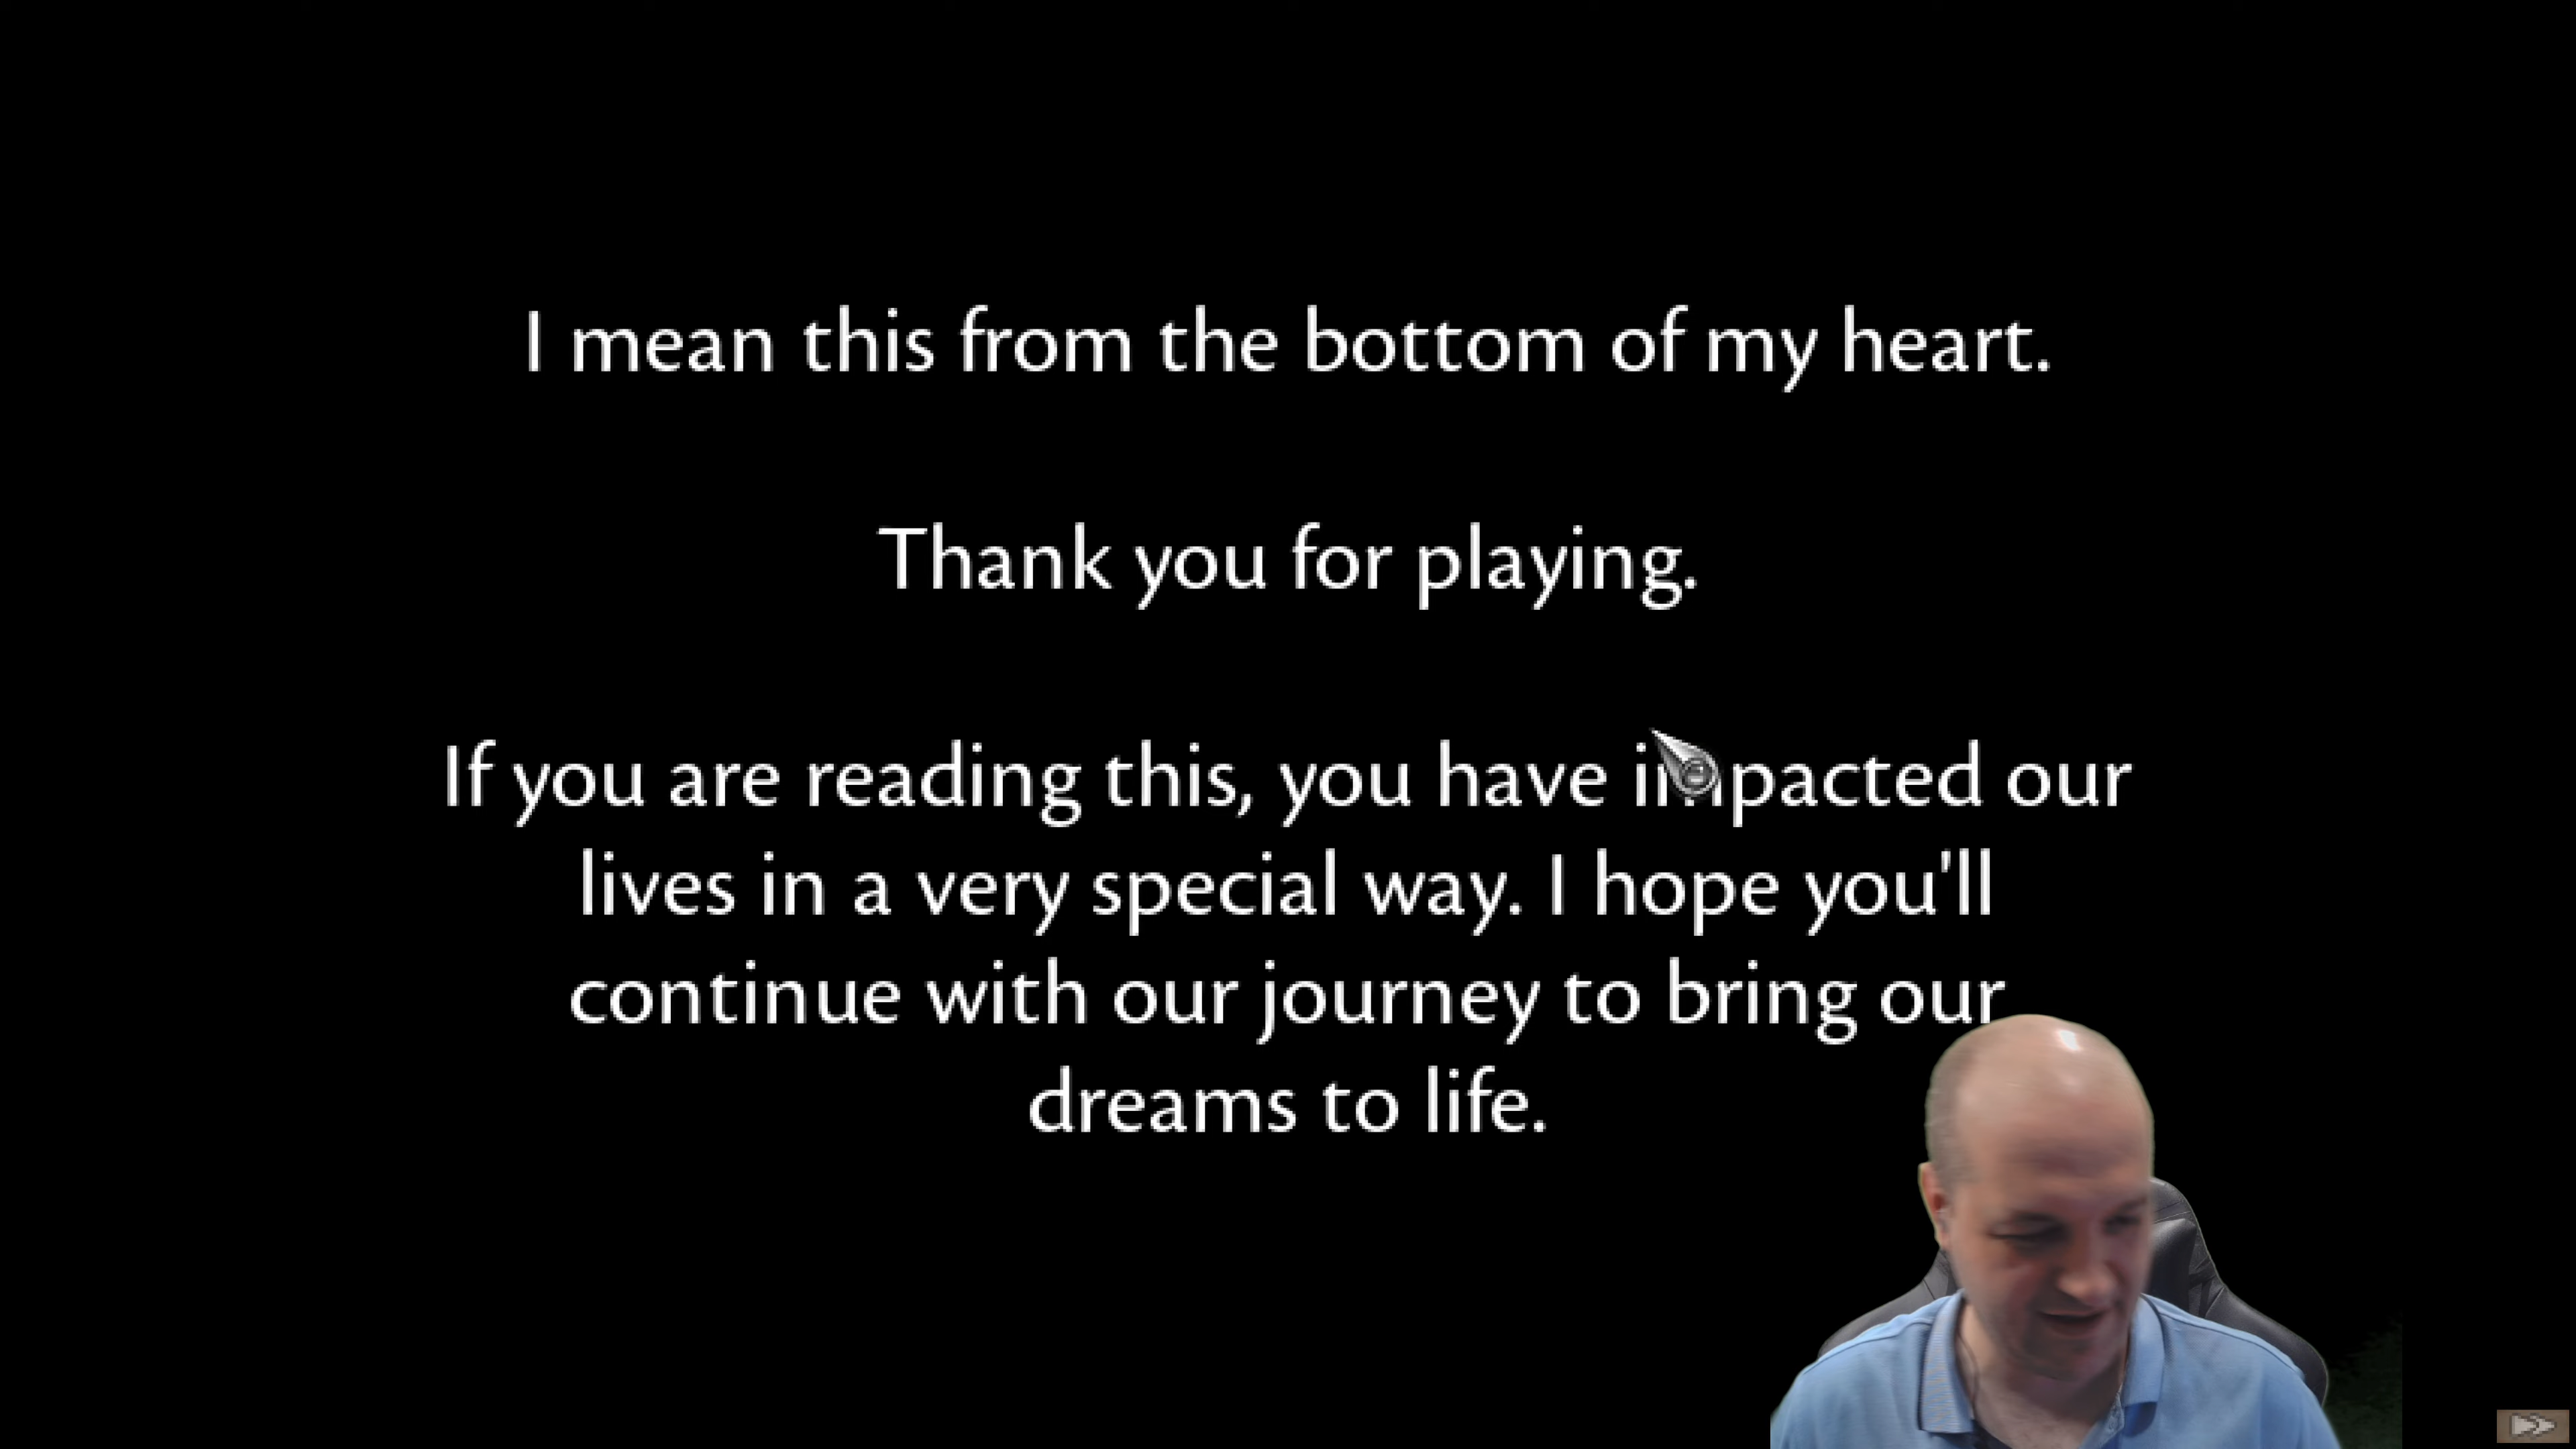 I mean this from the bottom of my heart.
Thank you for playing.
If you are reading this, you have impacted our
lives in a very special way. I hope you'll
continue with our journey to bring our
dreams to life.